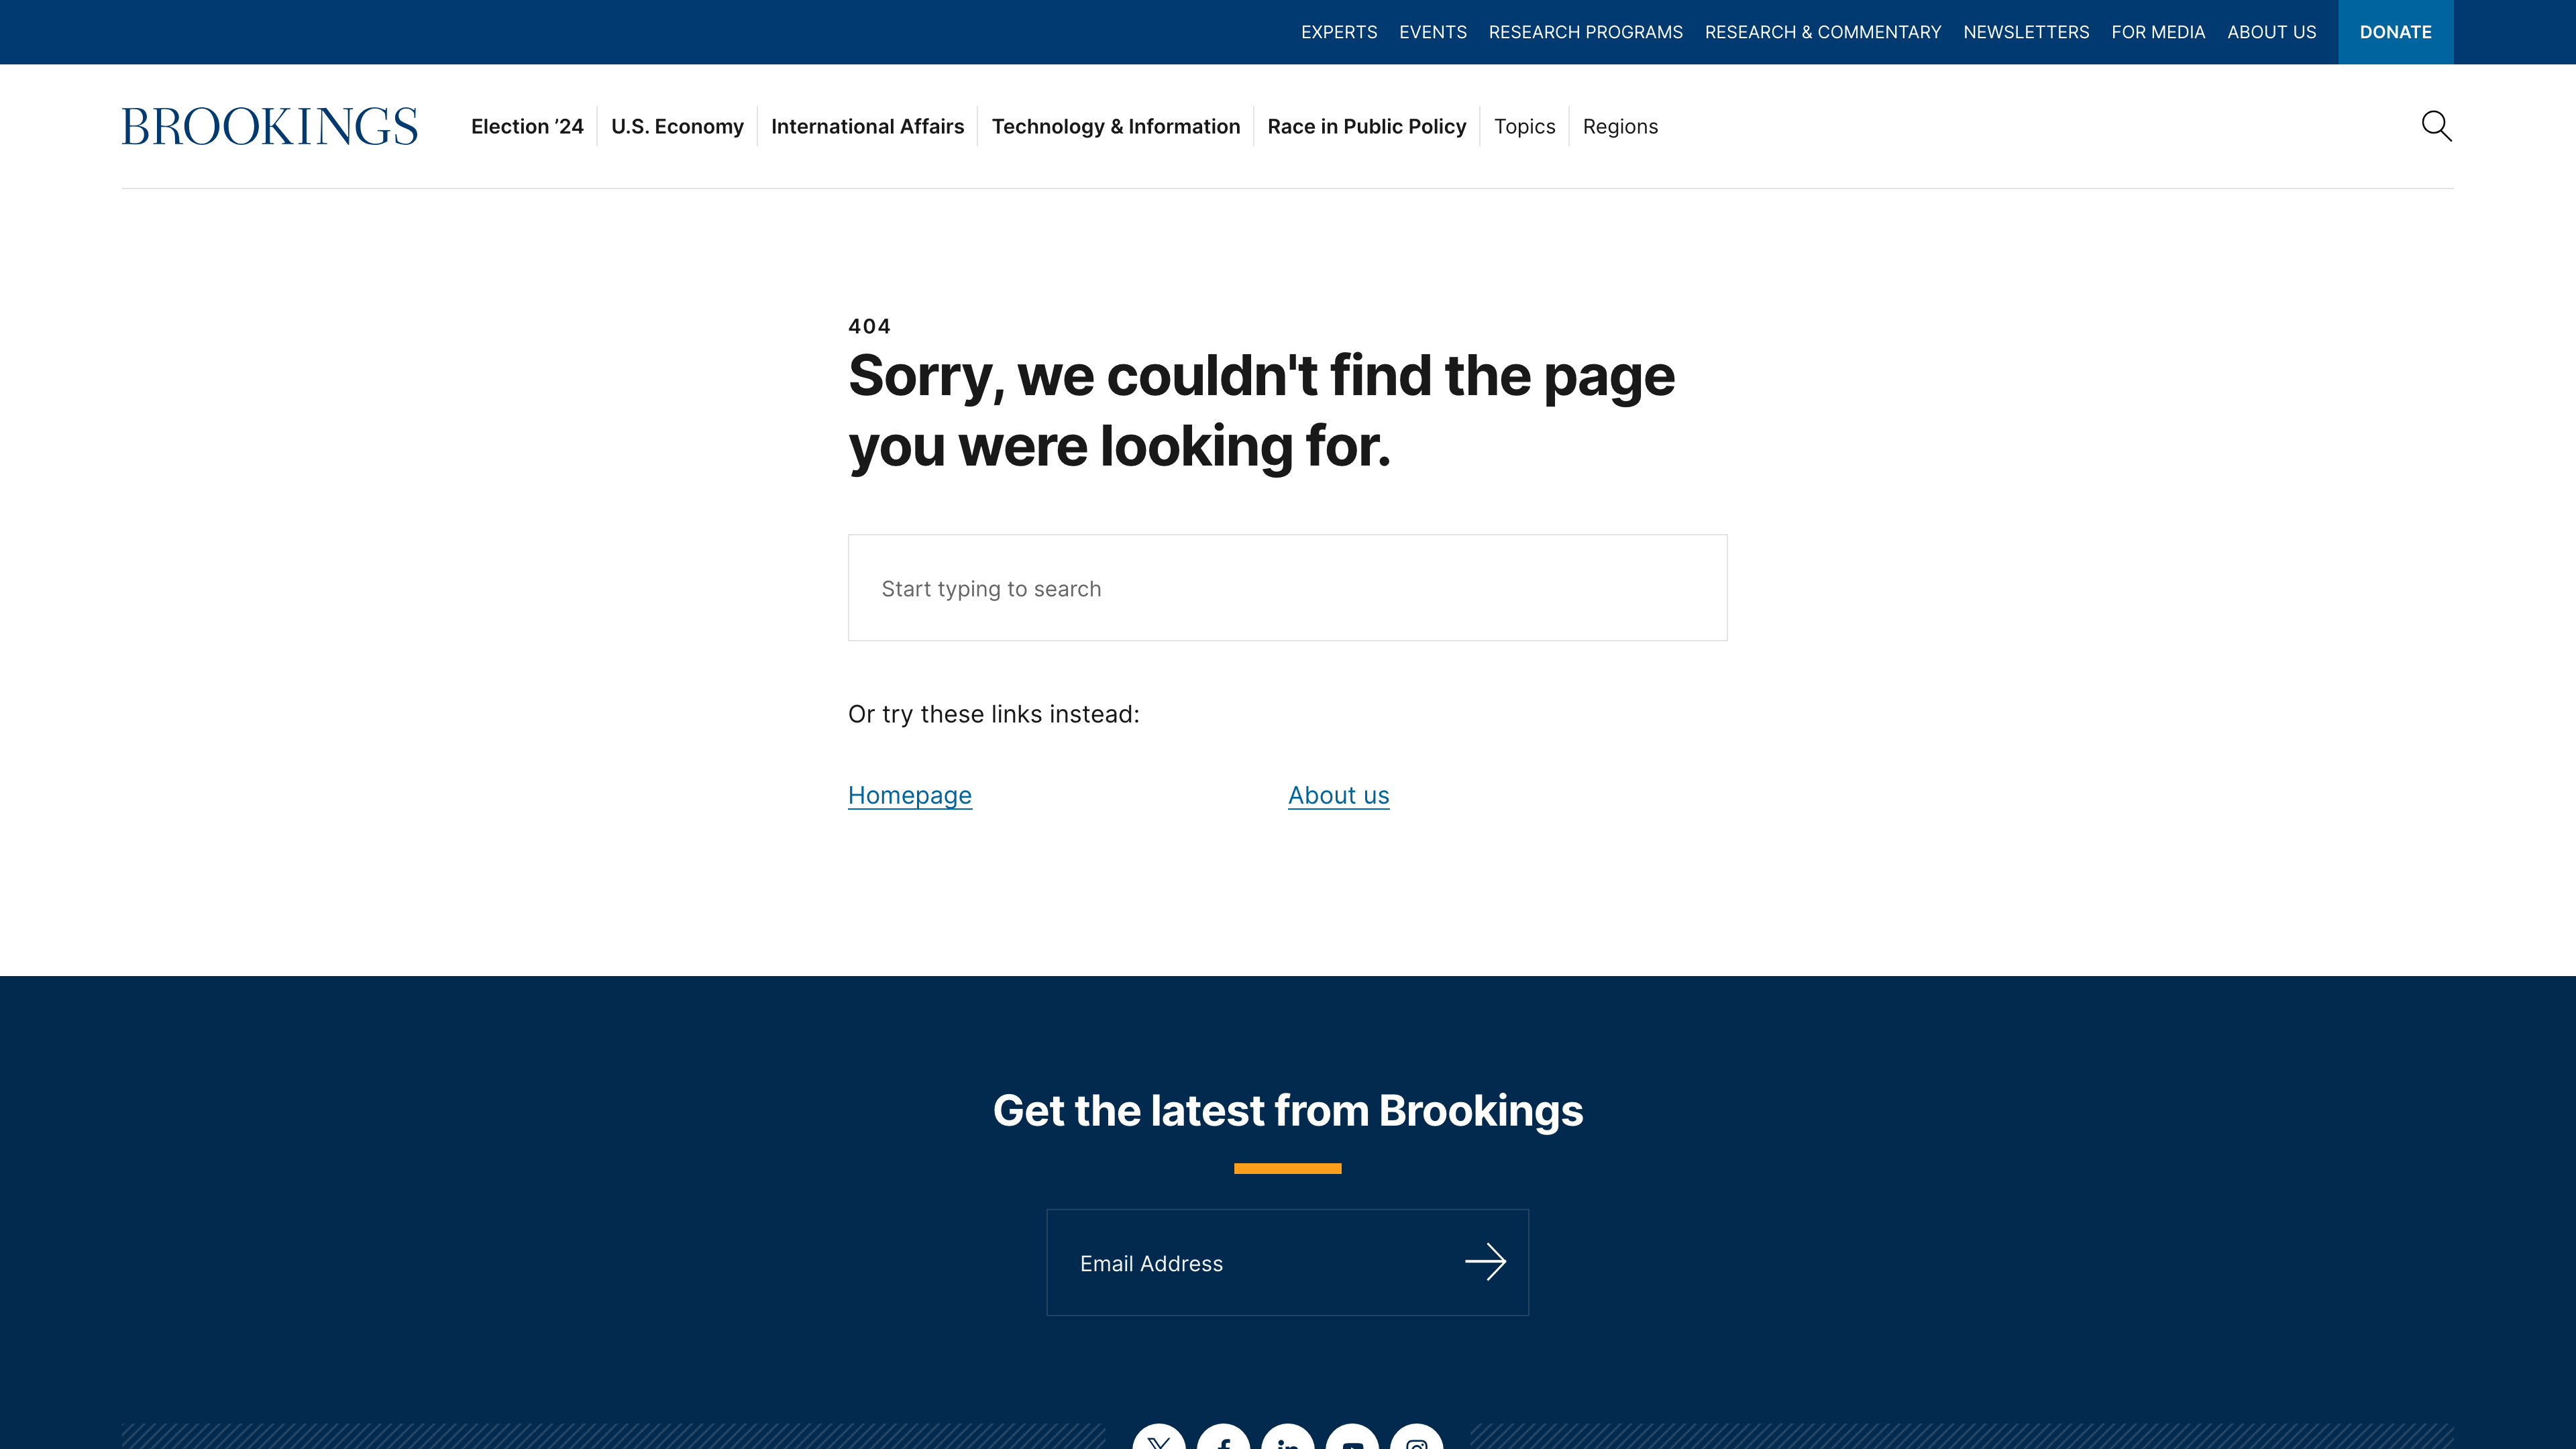 EXPERTS EVENTS RESEARCH PROGRAMS RESEARCH & COMMENTARY NEWSLETTERS FOR MEDIA ABOUT US DONATE
BROOKINGS Election ’24 U.S. Economy International Affairs Technology & Information Race in Public Policy Topics Regions
404
Sorry, we couldn't find the page
you were looking for.
Start typing to search
Or try these links instead:
Homepage About us
Get the latest from Brookings
Email Address